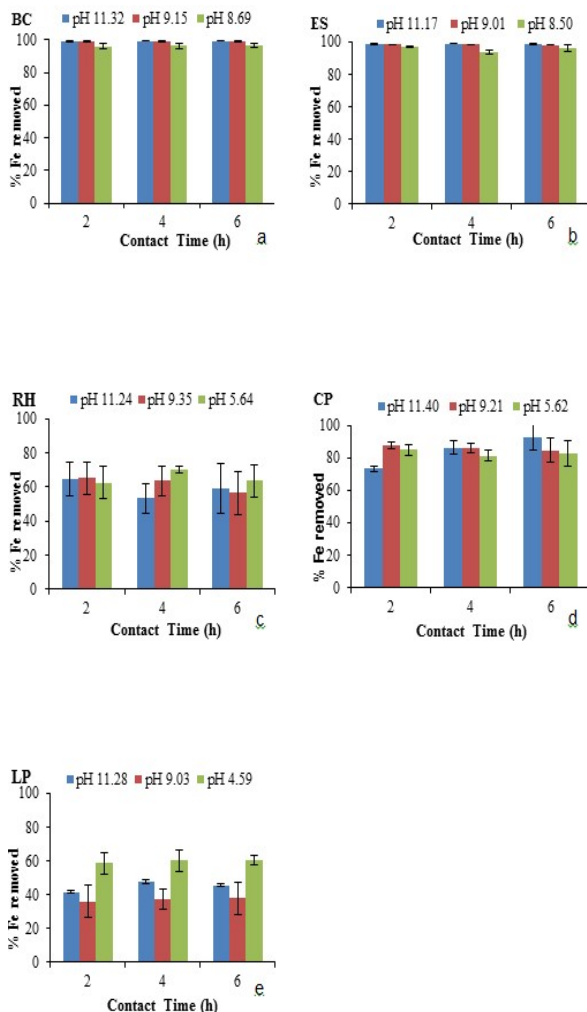 BC
pH 11.32 pH 9.15 pH 8.69
% Fe removed
100
80
60
40
20
0
2 4 6
Contact Time (h) a
ES
pH 11.17 pH 9.01 pH 8.50
% Fe removed
100
80
60
40
20
0
2 4 6
Contact Time (h) b
RH
pH 11.24 pH 9.35 pH 5.64
% Fe removed
100
80
60
40
20
0
2 4 6
Contact Time (h) c
CP
pH 11.40 pH 9.21 pH 5.62
% Fe removed
100
80
60
40
20
0
2 4 6
Contact Time (h) d
LP
pH 11.28 pH 9.03 pH 4.59
% Fe removed
100
80
60
40
20
0
2 4 6
Contact Time (h) e